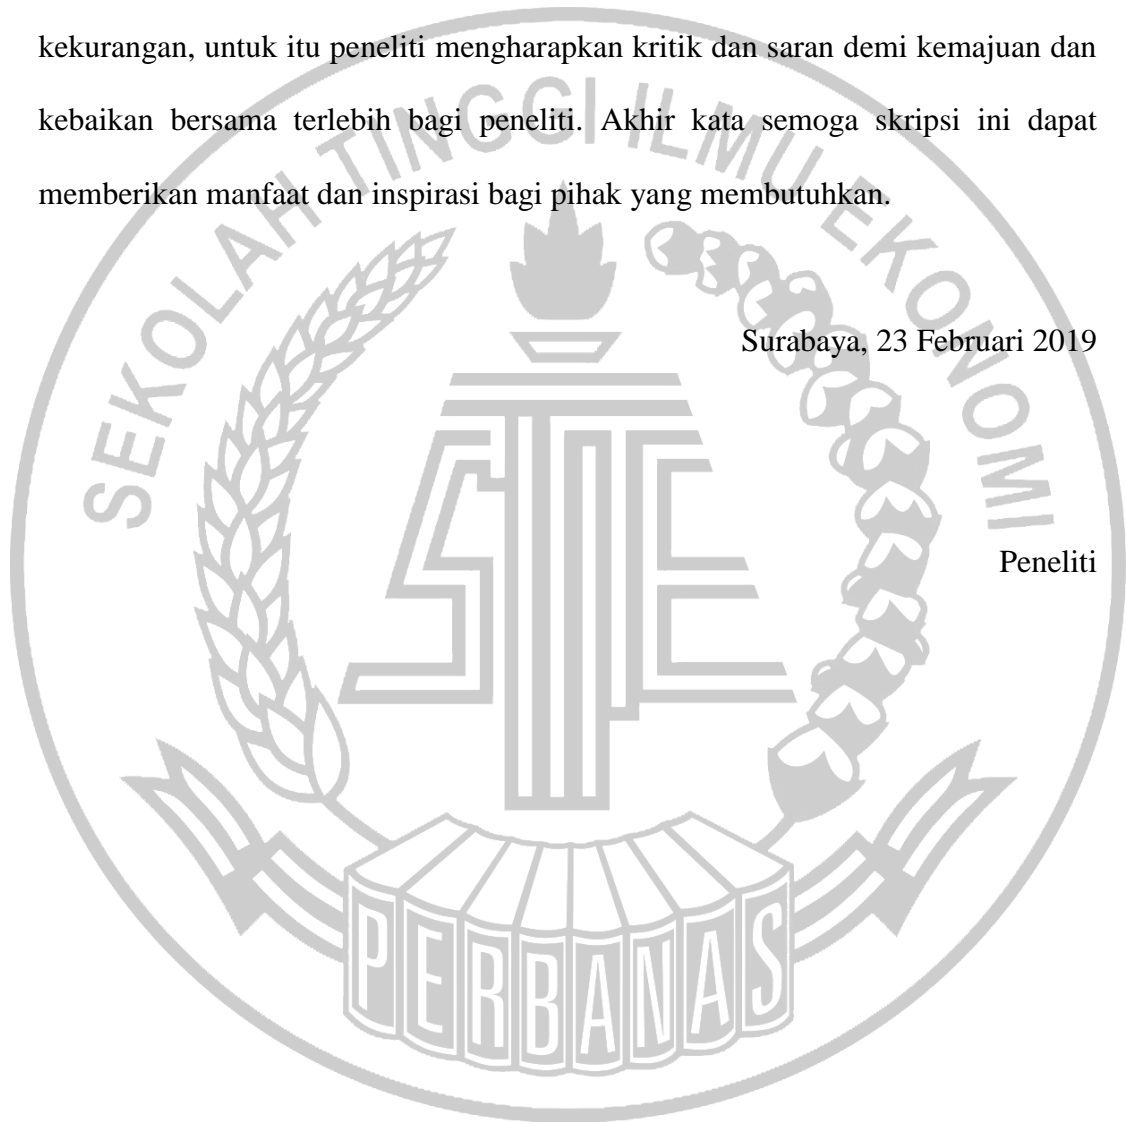 kekurangan, untuk itu peneliti mengharapkan kritik dan saran demi kemajuan dan
kebaikan bersama terlebih bagi peneliti. Akhir kata semoga skripsi ini dapat
memberikan manfaat dan inspirasi bagi pihak yang membutuhkan.
Surabaya, 23 Februari 2019
Peneliti
SEKOLAH TINGGI ILMU EKONOMI
STIE
PERBANAS